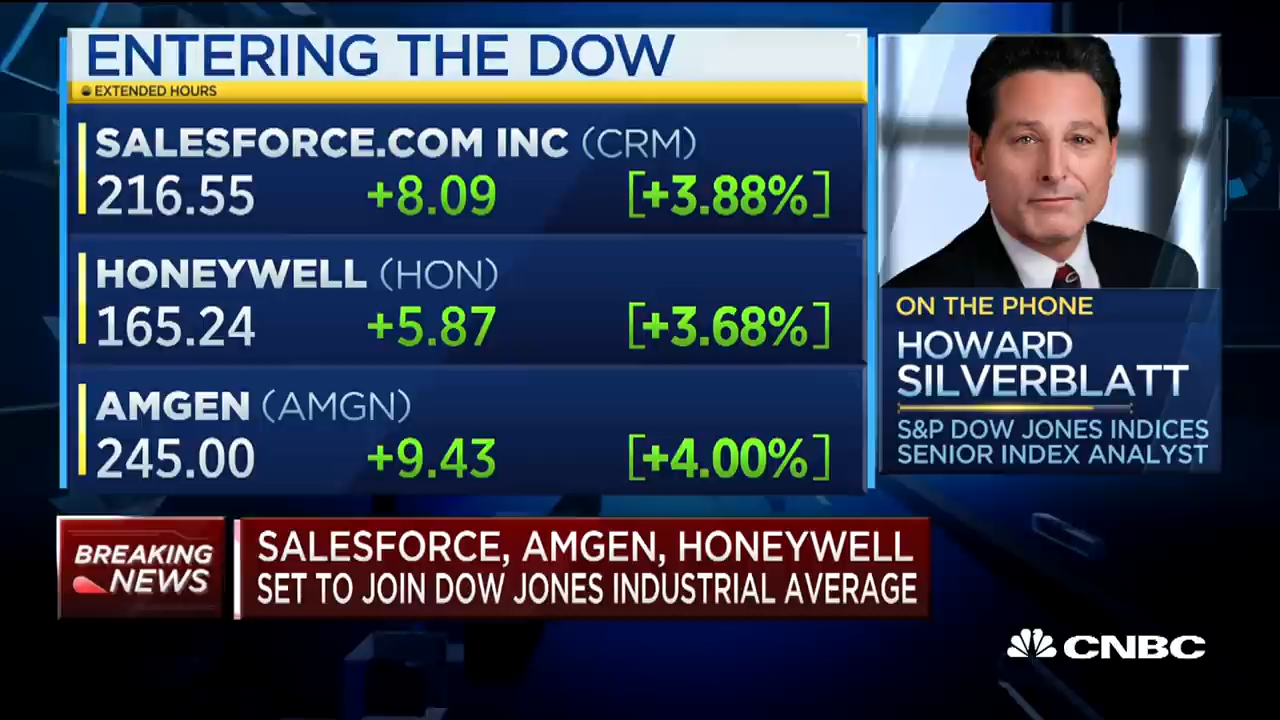 ENTERING THE DOW
EXTENDED HOURS
SALESFORCE.COM INC (CRM)
216.55 +8.09 [+3.88%]
HONEYWELL (HON)
165.24 +5.87 [+3.68%]
AMGEN (AMGN)
245.00 +9.43 [+4.00%]
ON THE PHONE
HOWARD
SILVERBLATT
S&P DOW JONES INDICES
SENIOR INDEX ANALYST
BREAKING
NEWS
SALESFORCE, AMGEN, HONEYWELL
SET TO JOIN DOW JONES INDUSTRIAL AVERAGE
CNBC